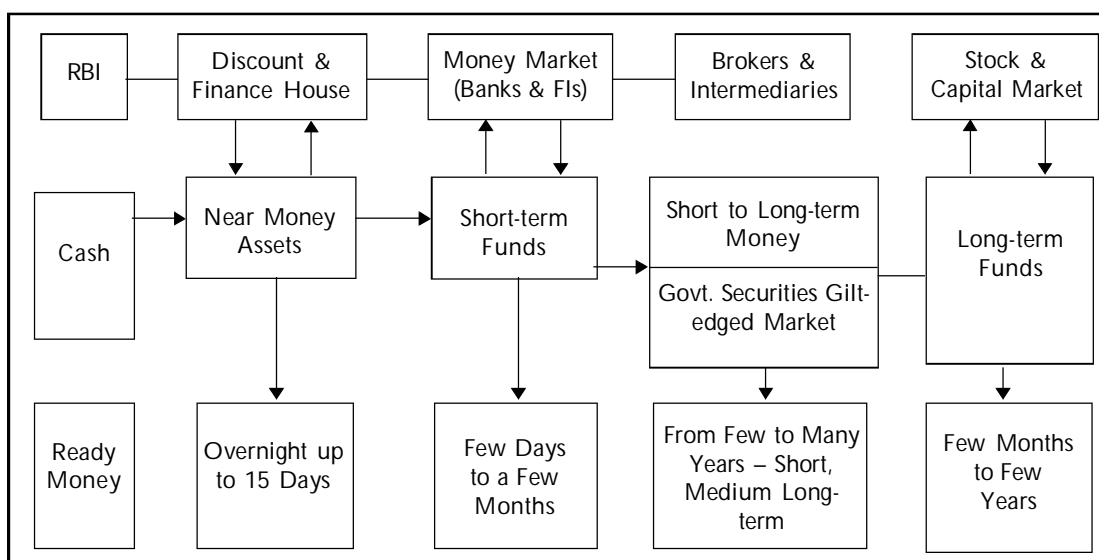 RBI
Discount &
Finance House
Money Market
(Banks & FIs)
Brokers &
Intermediaries
Stock &
Capital Market
Cash
Near Money
Assets
Short-term
Funds
Short to Long-term
Money
Govt. Securities Gilt-
edged Market
Long-term
Funds
Ready
Money
Overnight up
to 15 Days
Few Days
to a Few
Months
From Few to Many
Years – Short,
Medium Long-
term
Few Months
to Few
Years